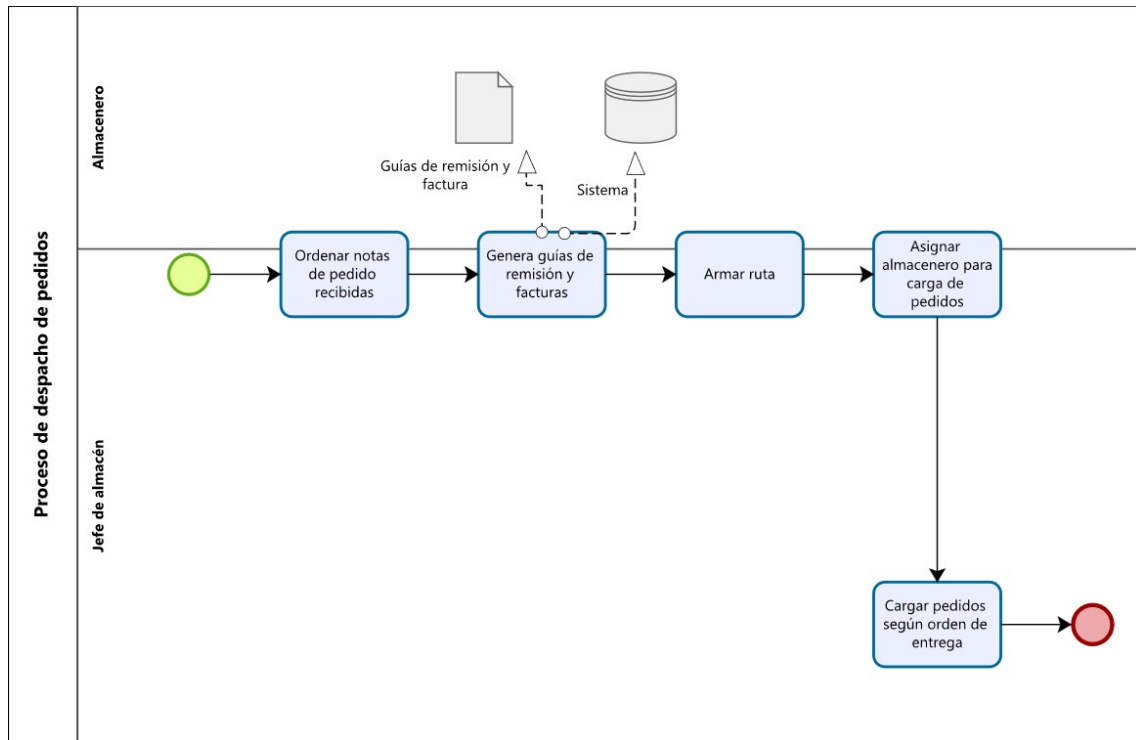 Proceso de despacho de pedidos
Almacenero
Guías de remisión y
factura
Sistema
Ordenar notas
de pedido
recibidas
Genera guías de
remisión y
facturas
Armar ruta
Asignar
almacenero para
carga de
pedidos
Jefe de almacén
Cargar pedidos
según orden de
entrega